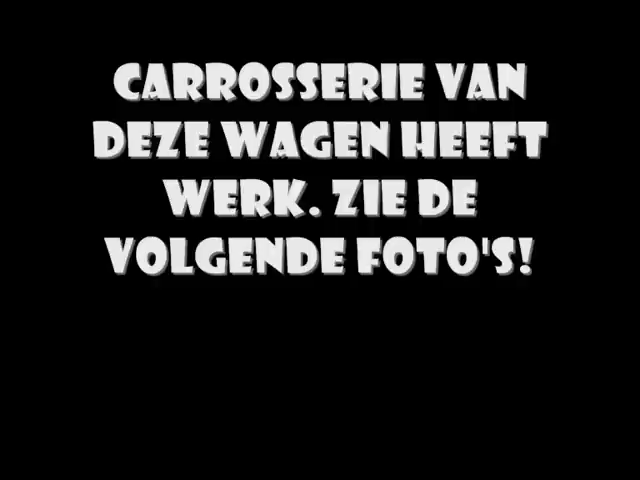 CARROSSERIE VAN
DEZE WAGEN HEEFT
WERK. ZIE DE
VOLGENDE FOTO'S!